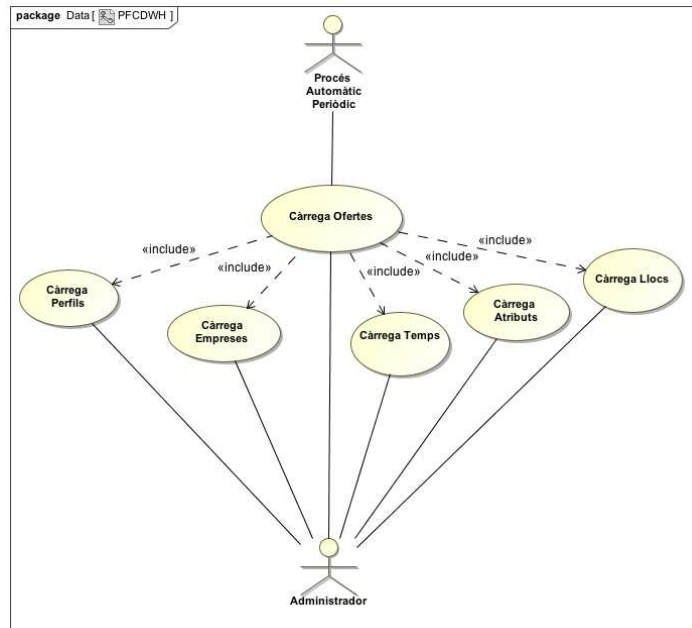 package Data [ PFCDWH ]
Procés
Automàtic
Periòdic
Càrrega Ofertes
«include»
«include»
«include»
«include»
«include»
Càrrega
Perfils
Càrrega
Empreses
Càrrega Temps
Càrrega
Atributs
Càrrega Llocs
Administrador